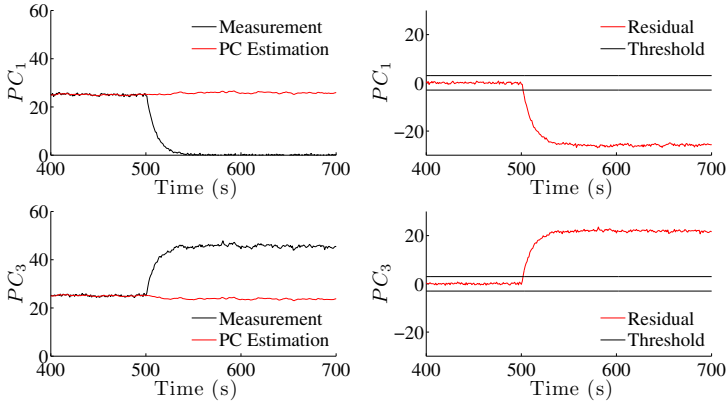 60
40
20
0
PC1
Measurement
PC Estimation
400
500
600
700
Time (s)
20
0
−20
PC1
Residual
Threshold
400
500
600
700
Time (s)
60
40
20
0
PC3
Measurement
PC Estimation
400
500
600
700
Time (s)
20
0
−20
PC3
Residual
Threshold
400
500
600
700
Time (s)